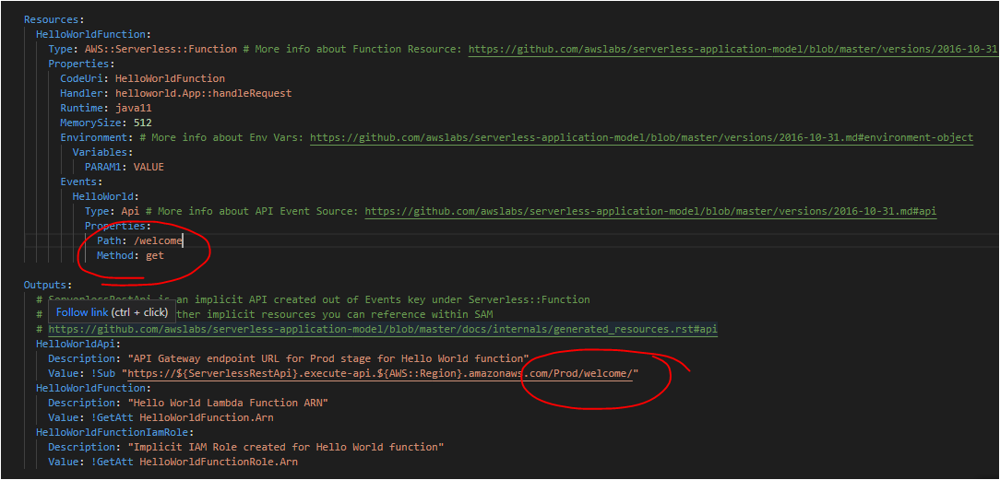 Resources:
HelloWorldFunction:
Type: AWS::Serverless::Function # More info about Function Resource: https://github.com/awslabs/serverless-application-model/blob/master/versions/2016-10-31
Properties:
CodeUri: HelloWorldFunction
Handler: helloworld.App::handleRequest
Runtime: java11
MemorySize: 512
Environment: # More info about Env Vars: https://github.com/awslabs/serverless-application-model/blob/master/versions/2016-10-31.md#environment-object
Variables:
PARAM1: VALUE
Events:
HelloWorld:
Type: Api # More info about API Event Source: https://github.com/awslabs/serverless-application-model/blob/master/versions/2016-10-31.md#api
Properties:
Path: /welcome
Method: get
Outputs:
# ServerlessRestApi is an implicit API created out of Events key under Serverless::Function
Follow link (ctrl + click)
# ther implicit resources you can reference within SAM
# https://github.com/awslabs/serverless-application-model/blob/master/docs/internals/generated_resources.rst#api
HelloWorldApi:
Description: "API Gateway endpoint URL for Prod stage for Hello World function"
Value: !Sub "https://${ServerlessRestApi}.execute-api.${AWS::Region}.amazonaws.com/Prod/welcome/"
HelloWorldFunction:
Description: "Hello World Lambda Function ARN"
Value: !GetAtt HelloWorldFunction.Arn
HelloWorldFunctionIamRole:
Description: "Implicit IAM Role created for Hello World function"
Value: !GetAtt HelloWorldFunctionRole.Arn